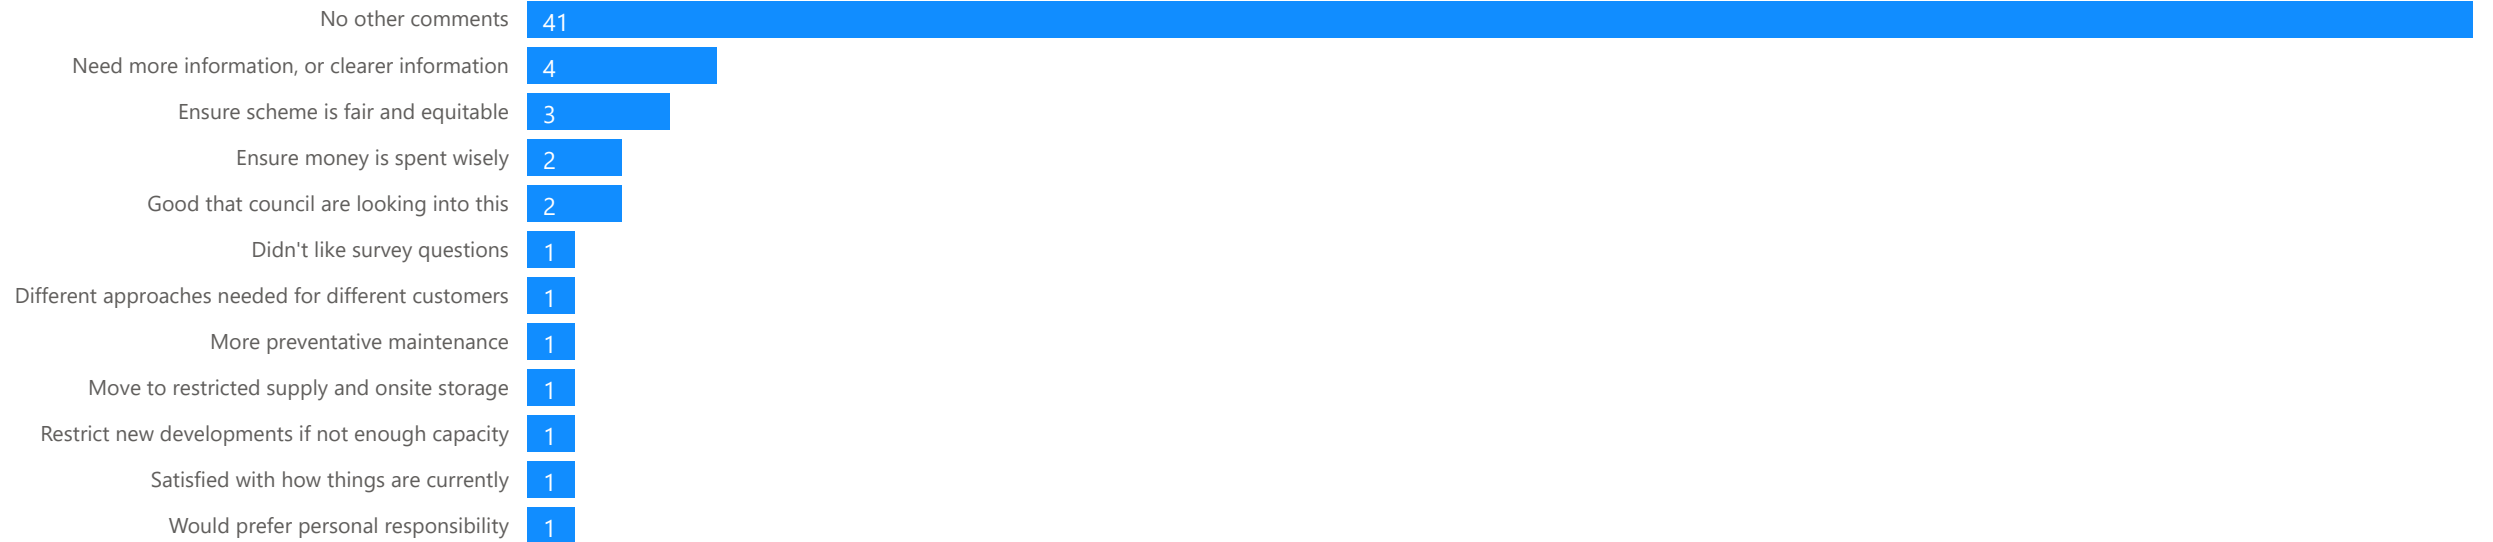 No other comments 41
Need more information, or clearer information 4
Ensure scheme is fair and equitable 3
Ensure money is spent wisely 2
Good that council are looking into this 2
Didn't like survey questions 1
Different approaches needed for different customers 1
More preventative maintenance 1
Move to restricted supply and onsite storage 1
Restrict new developments if not enough capacity 1
Satisfied with how things are currently 1
Would prefer personal responsibility 1